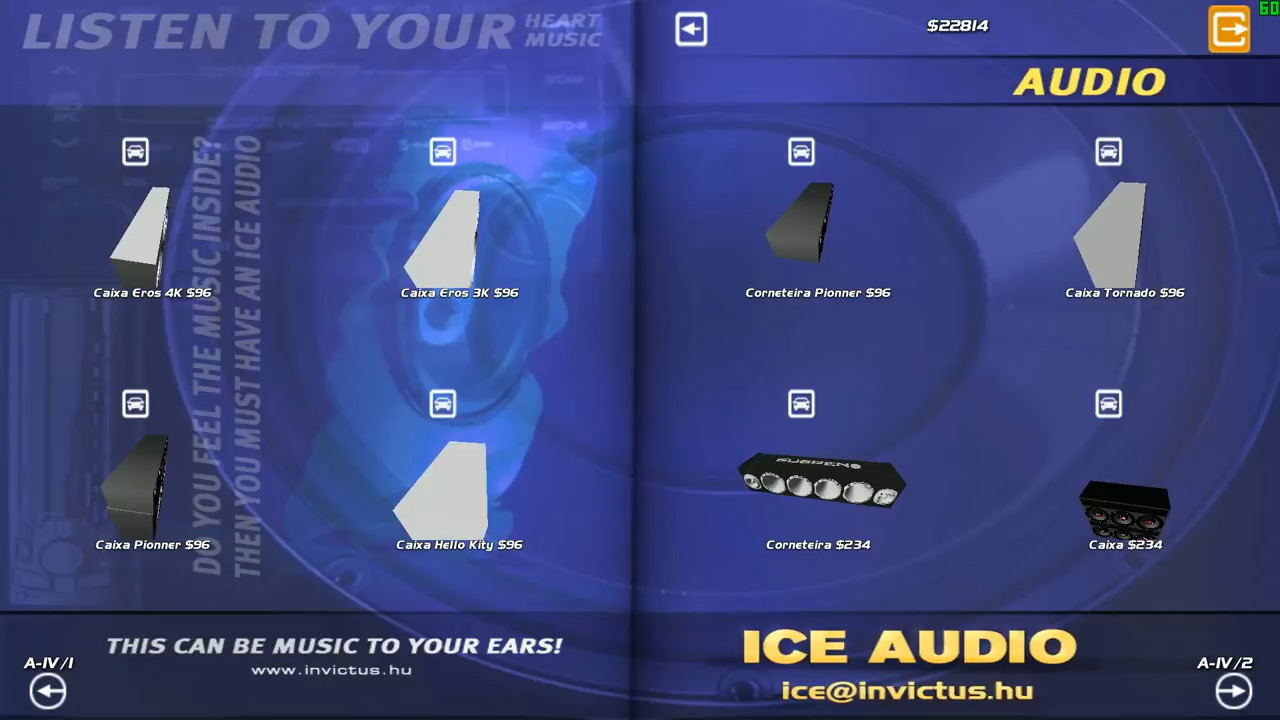 LISTEN TO YOUR HEART MUSIC
$22814
60
AUDIO
DO YOU FEEL THE MUSIC INSIDE?
THEN YOU MUST HAVE AN ICE AUDIO
Caixa Eros 4K $96
Caixa Eros 3K $96
Corneteira Pionner $96
Caixa Tornado $96
Caixa Pionner $96
Caixa Hello Kity $96
Corneteira $234
Caixa $234
THIS CAN BE MUSIC TO YOUR EARS!
www.invictus.hu
ICE AUDIO
ice@invictus.hu
A-IV/1
A-IV/2